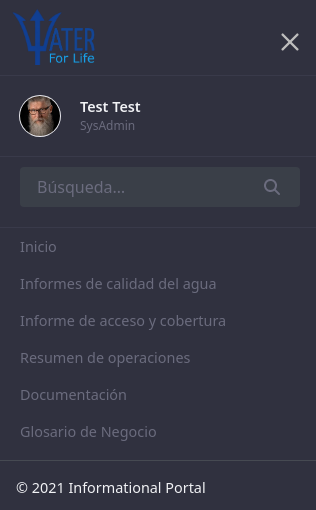 WATER
For Life
Test Test
SysAdmin
Búsqueda...
Inicio
Informes de calidad del agua
Informe de acceso y cobertura
Resumen de operaciones
Documentación
Glosario de Negocio
© 2021 Informational Portal